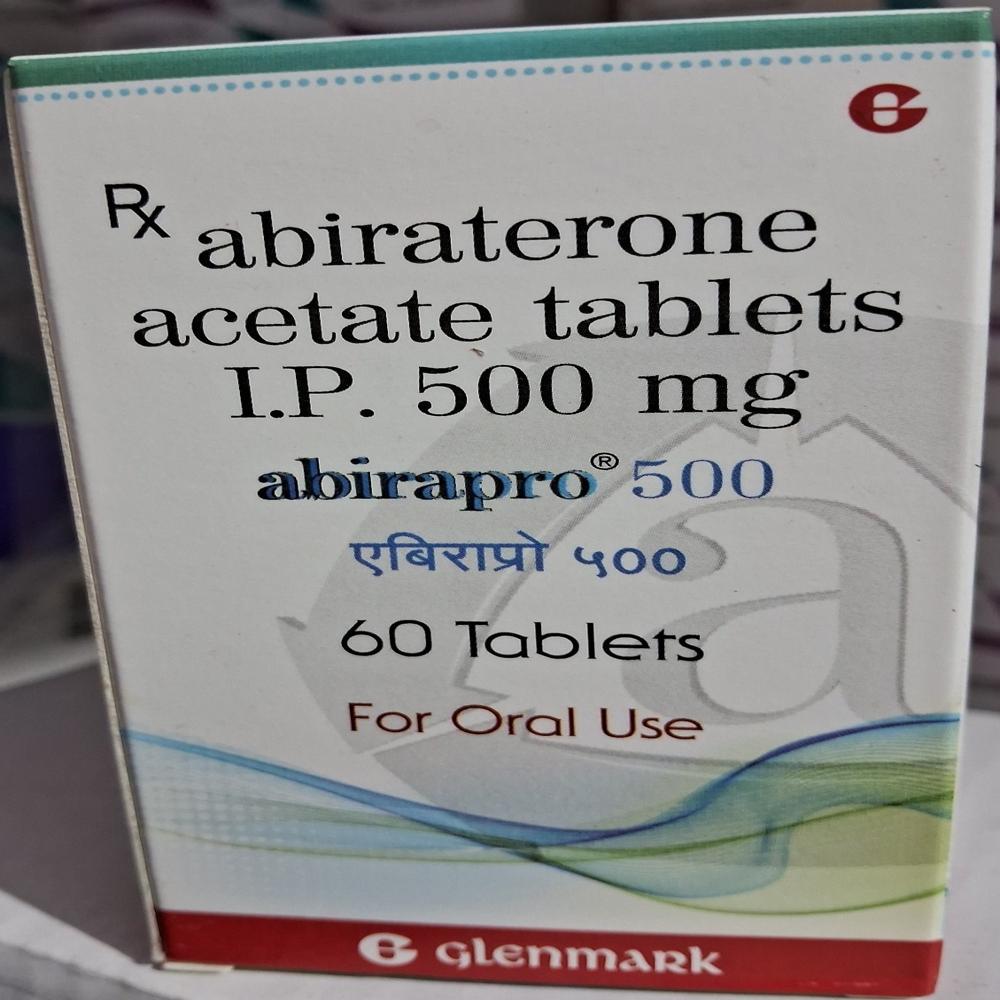 Rx abiraterone
acetate tablets
I.P. 500 mg
abirapro® 500
एबिराप्रो ५००
60 Tablets
For Oral Use
a
G glenmark